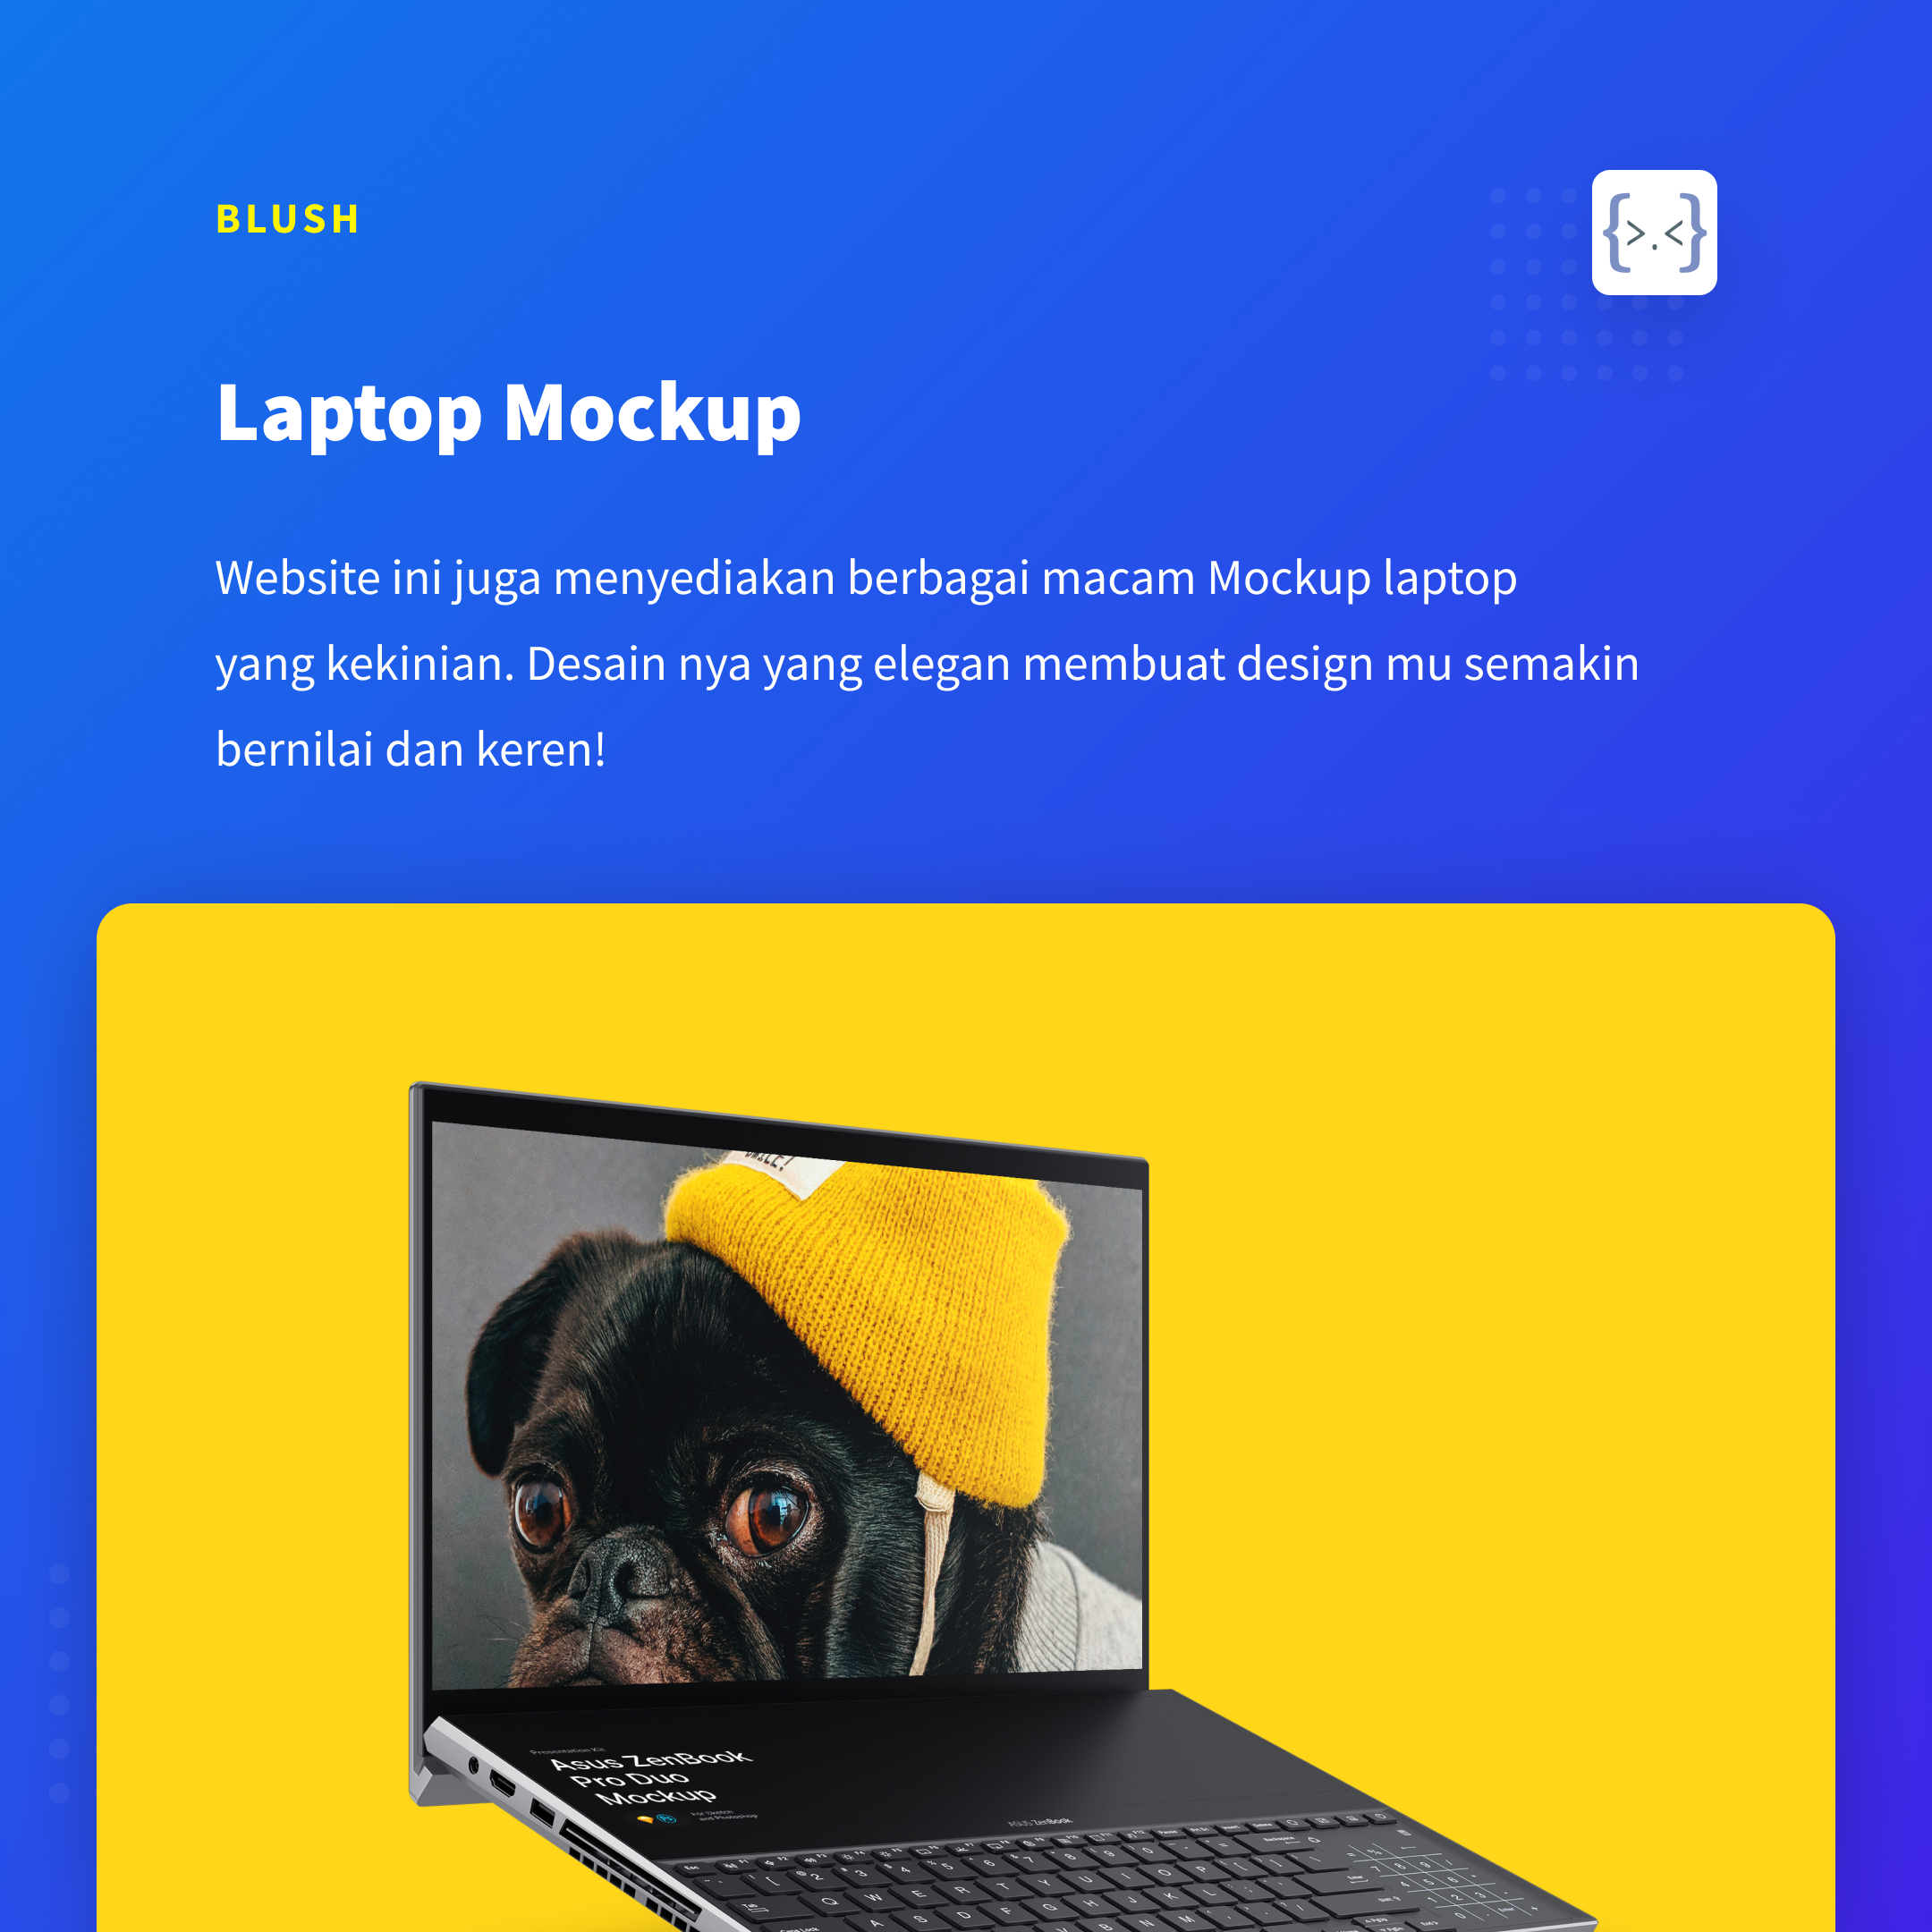 BLUSH
{>.<}
Laptop Mockup
Website ini juga menyediakan berbagai macam Mockup laptop
yang kekinian. Desain nya yang elegan membuat design mu semakin
bernilai dan keren!
Presentation Kit
Asus ZenBook
Pro Duo
Mockup
For Sketch
and Photoshop
ASUS ZenBook
Q W E R T Y U I O P
A S D F G H J K L
V B N M